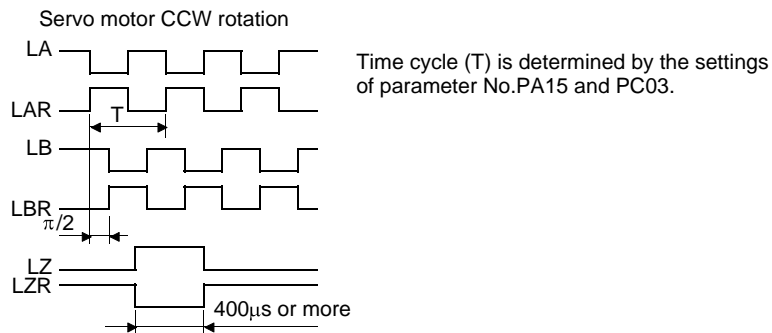 Servo motor CCW rotation
LA
Time cycle (T) is determined by the settings
of parameter No.PA15 and PC03.
LAR
T
LB
LBR
π/2
LZ
LZR
400μs or more